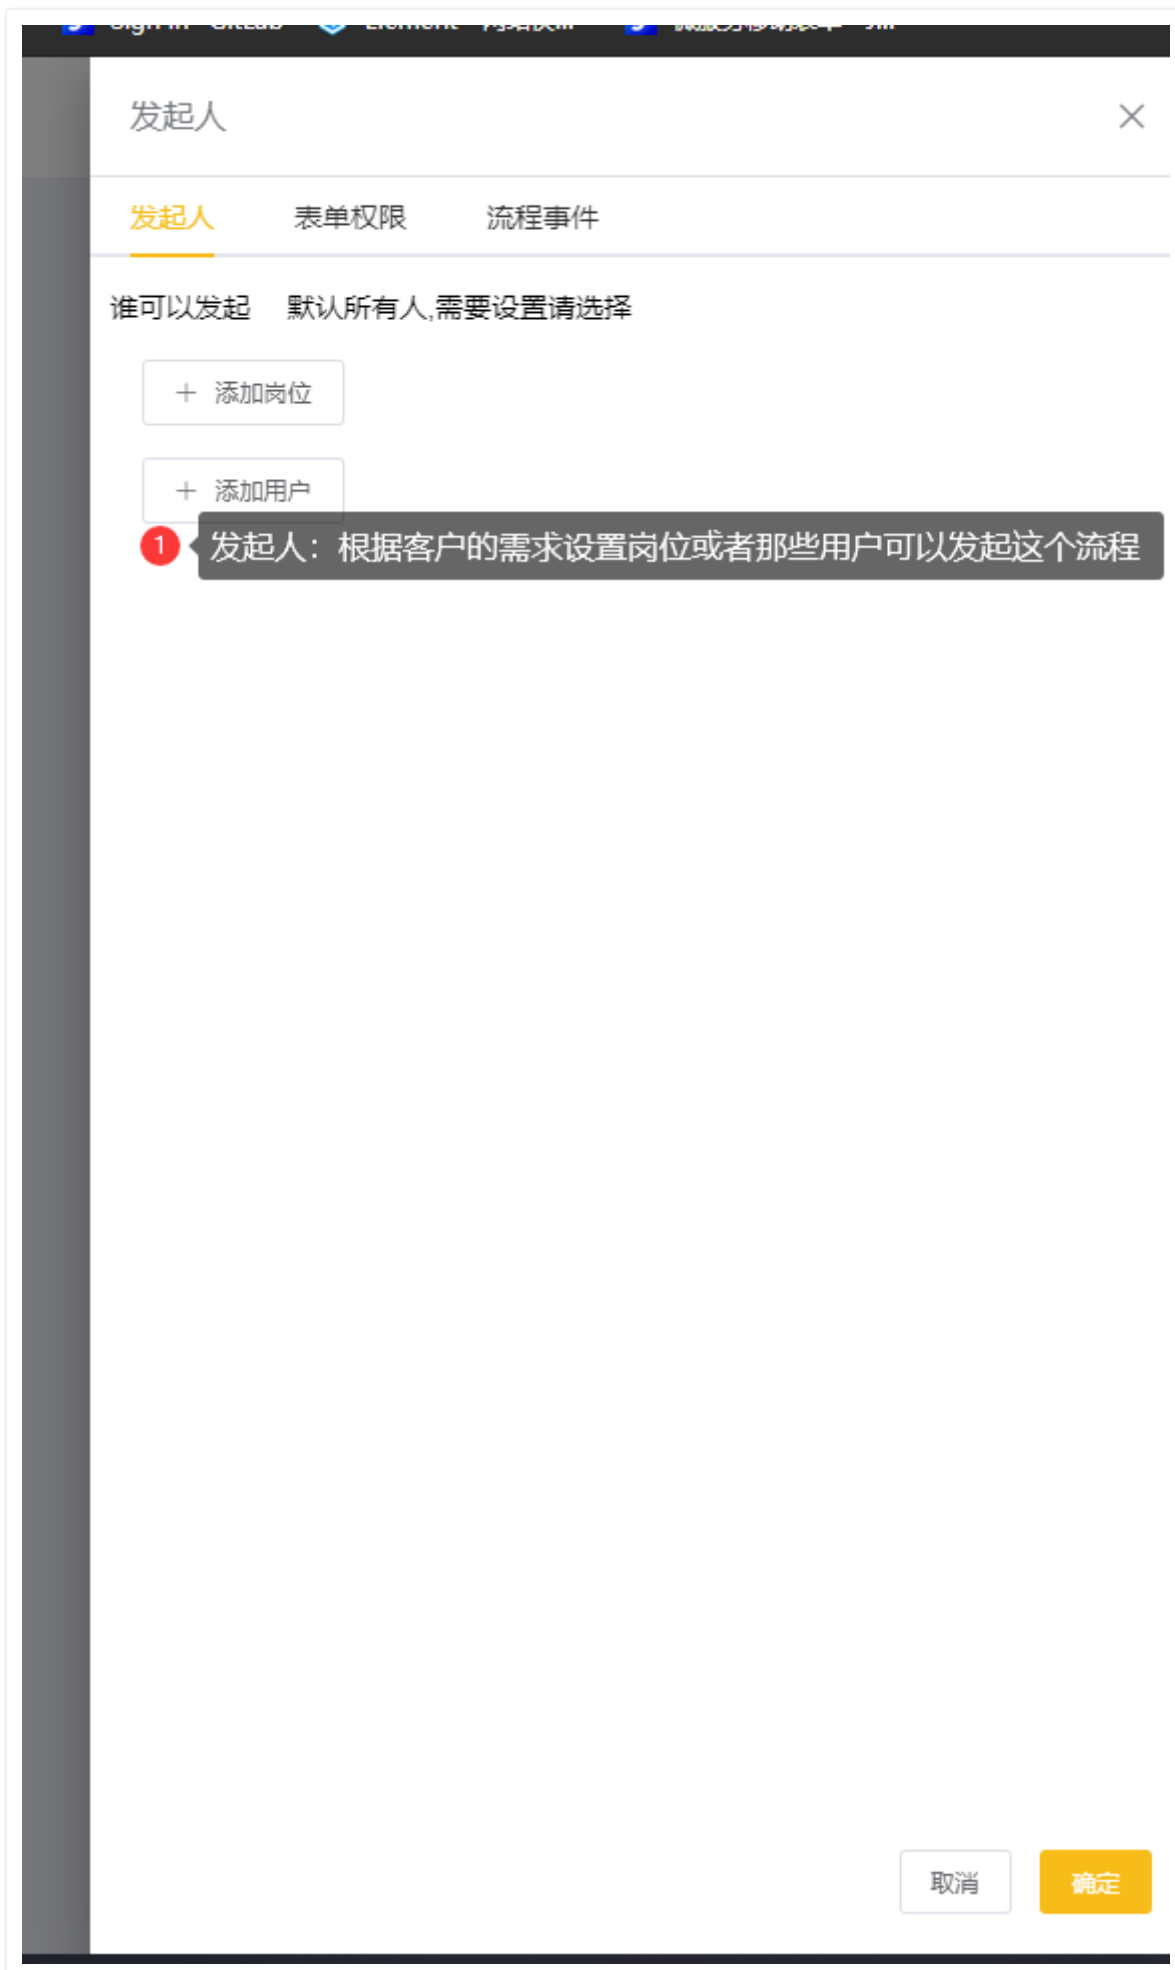 发起人
发起人 表单权限 流程事件
谁可以发起 默认所有人,需要设置请选择
+ 添加岗位
+ 添加用户
1 发起人：根据客户的需求设置岗位或者那些用户可以发起这个流程
取消 确定